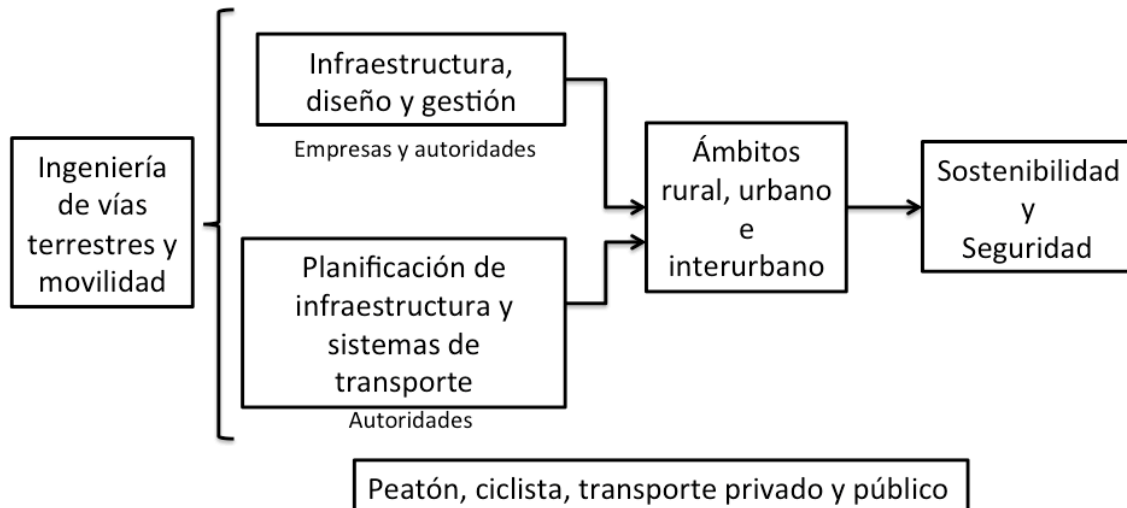 Ingeniería
de vías
terrestres y
movilidad
Infraestructura,
diseño y gestión
Empresas y autoridades
Planificación de
infraestructura y
sistemas de
transporte
Autoridades
Ámbitos
rural, urbano
e
interurbano
Sostenibilidad
y
Seguridad
Peatón, ciclista, transporte privado y público